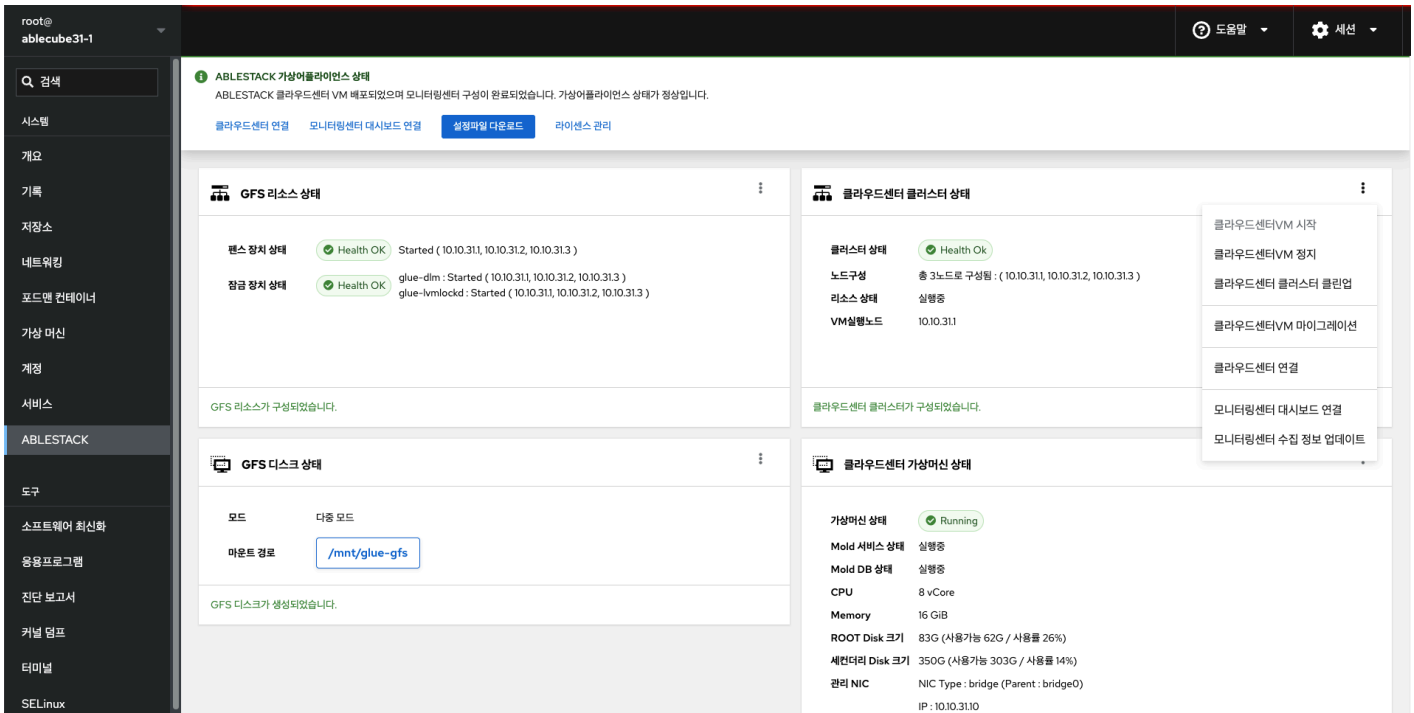 root@
ablecube31-1
도움말
세션
검색
시스템
개요
기록
저장소
네트워킹
포드맨 컨테이너
가상 머신
계정
서비스
ABLESTACK
도구
소프트웨어 최신화
응용프로그램
진단 보고서
커널 덤프
터미널
SELinux
ABLESTACK 가상어플라이언스 상태
ABLESTACK 클라우드센터 VM 배포되었으며 모니터링센터 구성이 완료되었습니다. 가상어플라이언스 상태가 정상입니다.
클라우드센터 연결
모니터링센터 대시보드 연결
설정파일 다운로드
라이센스 관리
GFS 리소스 상태
펜스 장치 상태
Health OK
Started ( 10.10.31.1, 10.10.31.2, 10.10.31.3 )
잠금 장치 상태
Health OK
glue-dlm : Started ( 10.10.31.1, 10.10.31.2, 10.10.31.3 )
glue-lvmlockd : Started ( 10.10.31.1, 10.10.31.2, 10.10.31.3 )
GFS 리소스가 구성되었습니다.
클라우드센터 클러스터 상태
클러스터 상태
Health Ok
노드구성
총 3노드로 구성됨 : ( 10.10.31.1, 10.10.31.2, 10.10.31.3 )
리소스 상태
실행중
VM실행노드
10.10.31.1
클라우드센터 클러스터가 구성되었습니다.
클라우드센터VM 시작
클라우드센터VM 정지
클라우드센터 클러스터 클린업
클라우드센터VM 마이그레이션
클라우드센터 연결
모니터링센터 대시보드 연결
모니터링센터 수집 정보 업데이트
GFS 디스크 상태
모드
다중 모드
마운트 경로
/mnt/glue-gfs
GFS 디스크가 생성되었습니다.
클라우드센터 가상머신 상태
가상머신 상태
Running
Mold 서비스 상태
실행중
Mold DB 상태
실행중
CPU
8 vCore
Memory
16 GiB
ROOT Disk 크기
83G (사용가능 62G / 사용률 26%)
세컨더리 Disk 크기
350G (사용가능 303G / 사용률 14%)
관리 NIC
NIC Type : bridge (Parent : bridge0)
IP : 10.10.31.10